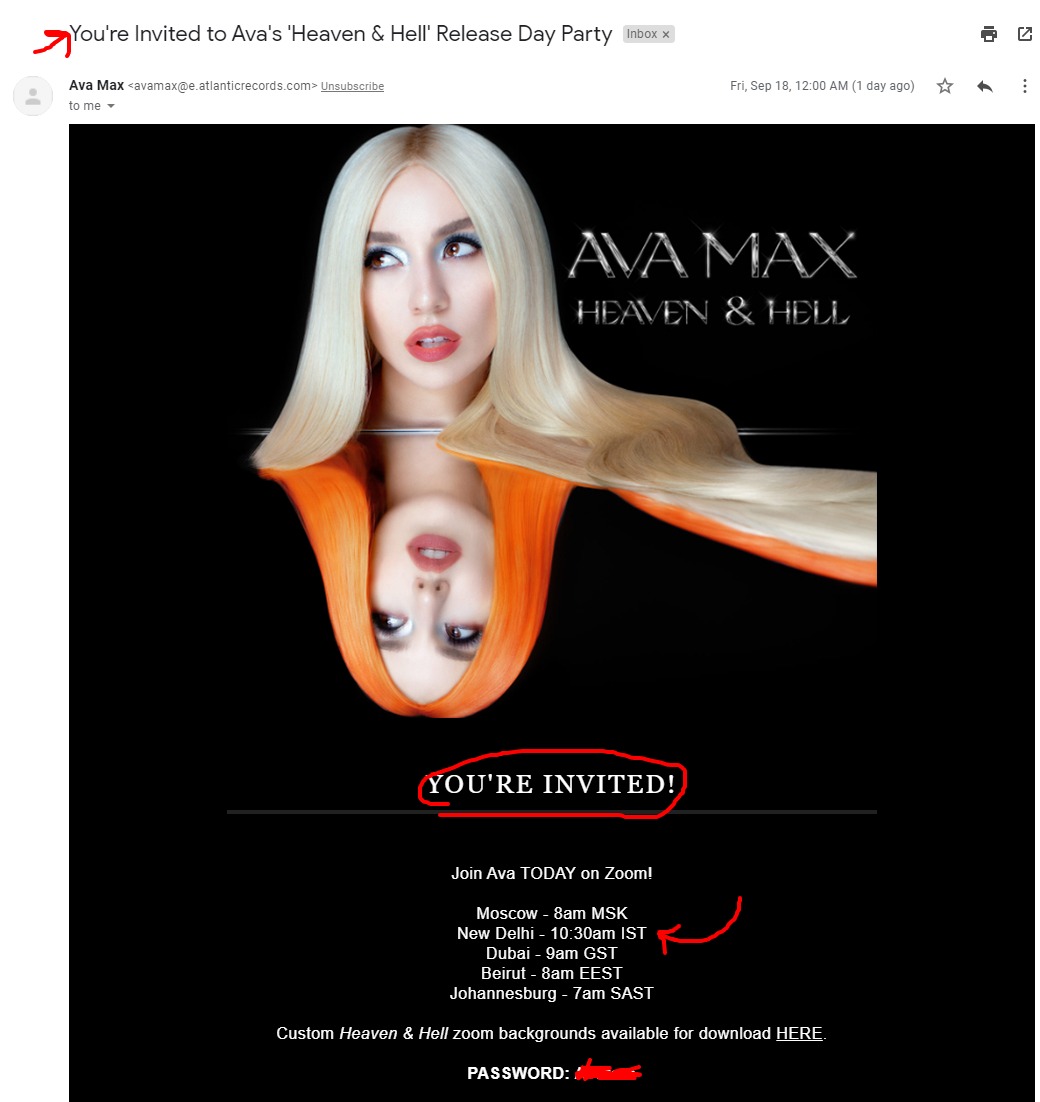 You're Invited to Ava's 'Heaven & Hell' Release Day Party Inbox x
Ava Max <avamax@e.atlanticrecords.com> Unsubscribe
Fri, Sep 18, 12:00 AM (1 day ago)
to me
AVA MAX
HEAVEN & HELL
YOU'RE INVITED!
Join Ava TODAY on Zoom!
Moscow - 8am MSK
New Delhi - 10:30am IST
Dubai - 9am GST
Beirut - 8am EEST
Johannesburg - 7am SAST
Custom Heaven & Hell zoom backgrounds available for download HERE.
PASSWORD: